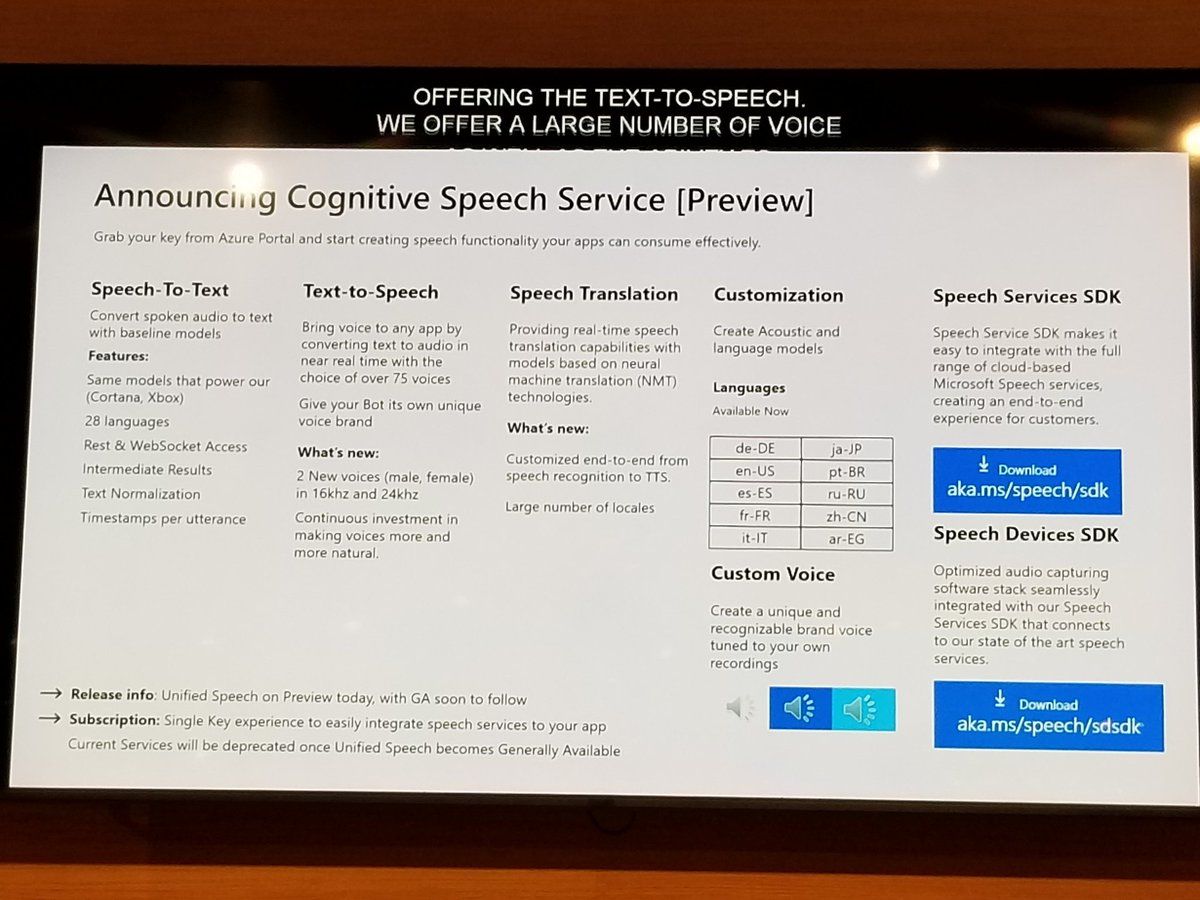 OFFERING THE TEXT-TO-SPEECH.
WE OFFER A LARGE NUMBER OF VOICE
Announcing Cognitive Speech Service [Preview]
Grab your key from Azure Portal and start creating speech functionality your apps can consume effectively.
Speech-To-Text
Convert spoken audio to text
with baseline models
Features:
Same models that power our
(Cortana, Xbox)
28 languages
Rest & WebSocket Access
Intermediate Results
Text Normalization
Timestamps per utterance
Text-to-Speech
Bring voice to any app by
converting text to audio in
near real time with the
choice of over 75 voices
Give your Bot its own unique
voice brand
What's new:
2 New voices (male, female)
in 16khz and 24khz
Continuous investment in
making voices more and
more natural.
Speech Translation
Providing real-time speech
translation capabilities with
models based on neural
machine translation (NMT)
technologies.
What's new:
Customized end-to-end from
speech recognition to TTS.
Large number of locales
Customization
Create Acoustic and
language models
Languages
Available Now
de-DE ja-JP
en-US pt-BR
es-ES ru-RU
fr-FR zh-CN
it-IT ar-EG
Custom Voice
Create a unique and
recognizable brand voice
tuned to your own
recordings
Speech Services SDK
Speech Service SDK makes it
easy to integrate with the full
range of cloud-based
Microsoft Speech services,
creating an end-to-end
experience for customers.
Download
aka.ms/speech/sdk
Speech Devices SDK
Optimized audio capturing
software stack seamlessly
integrated with our Speech
Services SDK that connects
to our state of the art speech
services.
Download
aka.ms/speech/sdsdk
→ Release info: Unified Speech on Preview today, with GA soon to follow
→ Subscription: Single Key experience to easily integrate speech services to your app
Current Services will be deprecated once Unified Speech becomes Generally Available